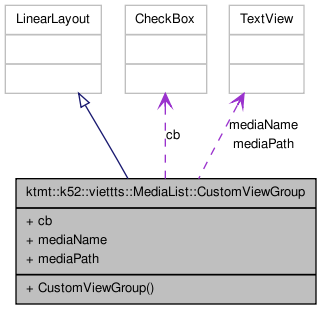 LinearLayout
CheckBox
TextView
cb
mediaName
mediaPath
ktmt::k52::viettts::MediaList::CustomViewGroup
+ cb
+ mediaName
+ mediaPath
+ CustomViewGroup()